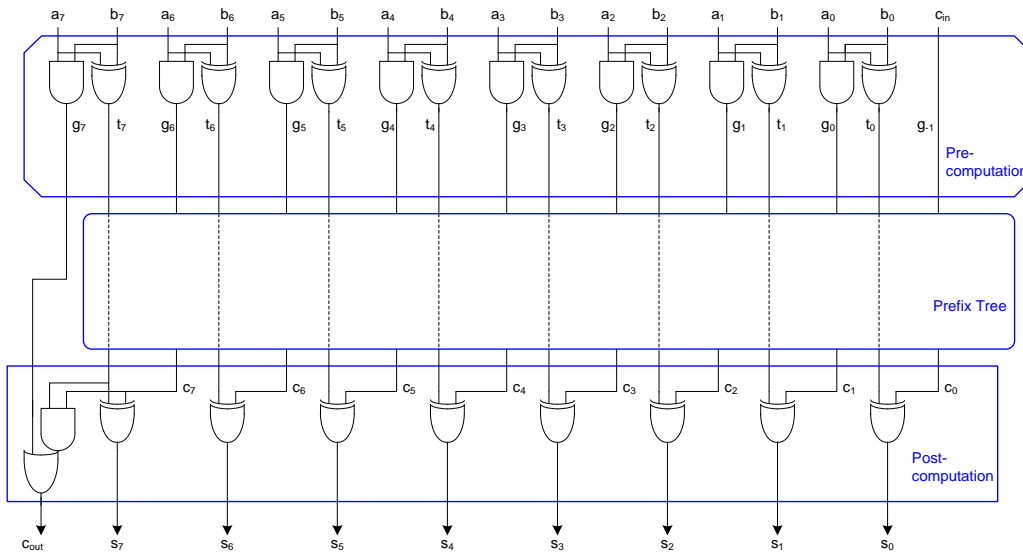 a₇ b₇ a₆ b₆ a₅ b₅ a₄ b₄ a₃ b₃ a₂ b₂ a₁ b₁ a₀ b₀ cᵢₙ
g₇ t₇ g₆ t₆ g₅ t₅ g₄ t₄ g₃ t₃ g₂ t₂ g₁ t₁ g₀ t₀ g₋₁
Pre-
computation
Prefix Tree
c₇ c₆ c₅ c₄ c₃ c₂ c₁ c₀
Post-
computation
cₒᵤₜ s₇ s₆ s₅ s₄ s₃ s₂ s₁ s₀